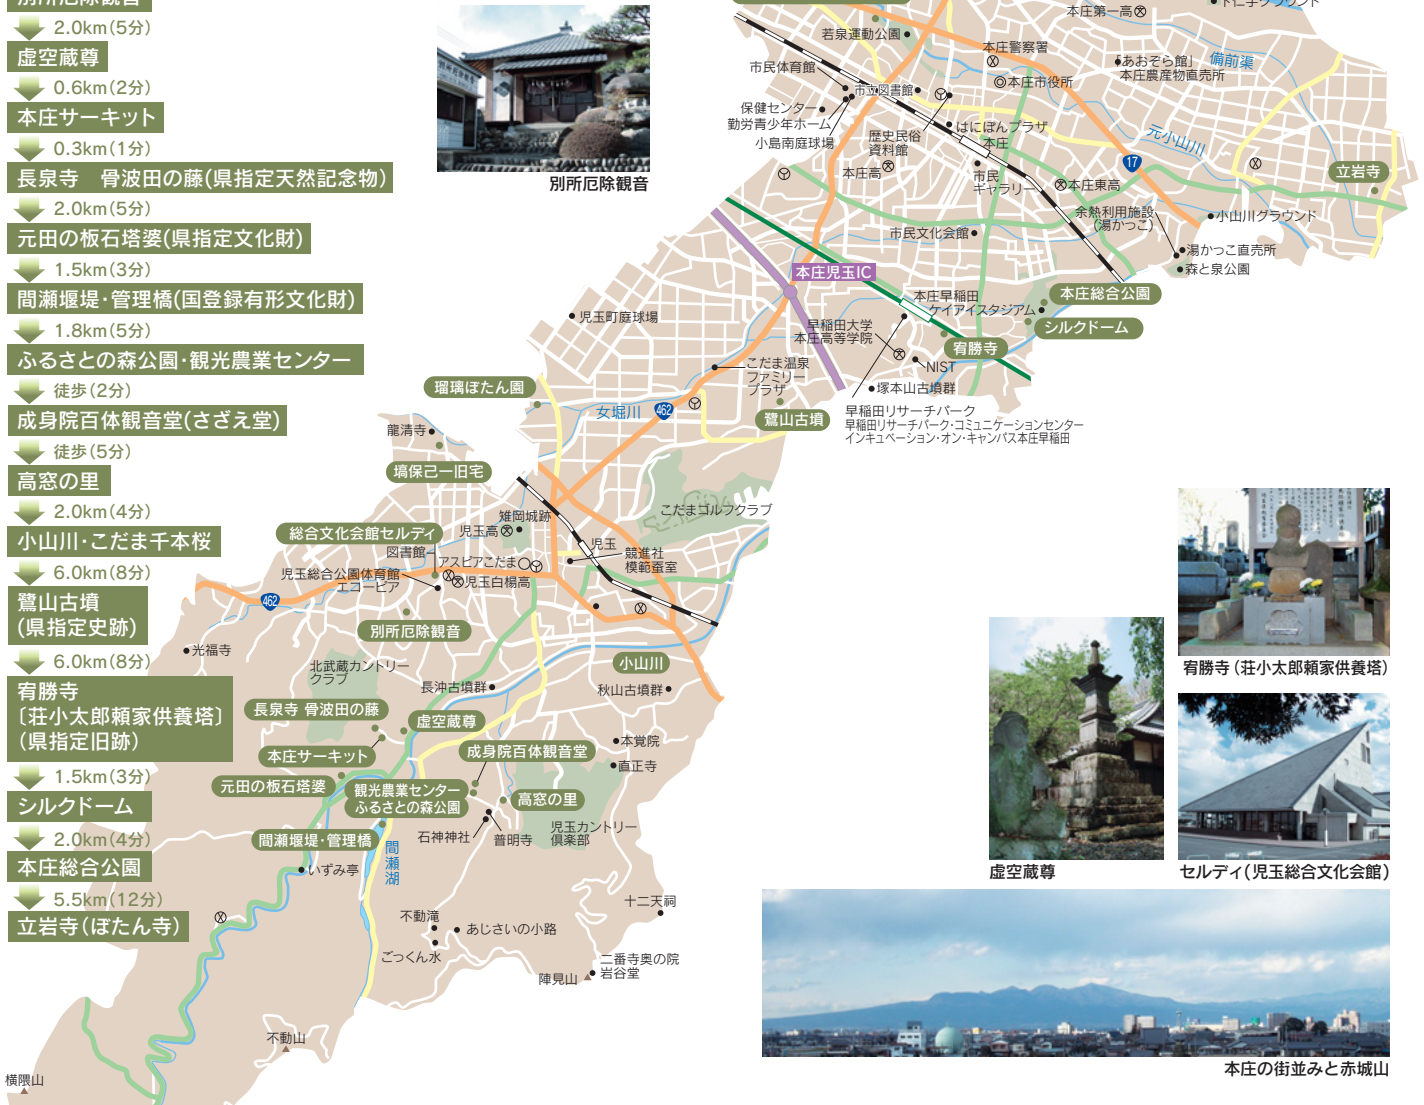 別所厄除観音
2.0km(5分)
虚空蔵尊
0.6km(2分)
本庄サーキット
0.3km(1分)
長泉寺　骨波田の藤(県指定天然記念物)
2.0km(5分)
元田の板石塔婆(県指定文化財)
1.5km(3分)
間瀬堰堤・管理橋(国登録有形文化財)
1.8km(5分)
ふるさとの森公園・観光農業センター
徒歩(2分)
成身院百体観音堂(さざえ堂)
徒歩(5分)
高窓の里
2.0km(4分)
小山川・こだま千本桜
6.0km(8分)
鷺山古墳
(県指定史跡)
6.0km(8分)
宥勝寺
〔荘小太郎頼家供養塔〕
(県指定旧跡)
1.5km(3分)
シルクドーム
2.0km(4分)
本庄総合公園
5.5km(12分)
立岩寺(ぼたん寺)
別所厄除観音
若泉運動公園
本庄第一高
下仁手グラウンド
本庄警察署
市民体育館
「あおぞら館」
本庄農産物直売所
備前渠
本庄市役所
市立図書館
保健センター
勤労青少年ホーム
小島南庭球場
歴史民俗
資料館
はにぽんプラザ
本庄
元小山川
17
本庄高
市民
ギャラリー
本庄東高
立岩寺
余熱利用施設
(湯かっこ)
小山川グラウンド
市民文化会館
湯かっこ直売所
森と泉公園
本庄児玉IC
本庄早稲田
ケイアイスタジアム
本庄総合公園
シルクドーム
児玉町庭球場
早稲田大学
本庄高等学院
宥勝寺
NIST
こだま温泉
ファミリー
プラザ
塚本山古墳群
瑠璃ぼたん園
女堀川
462
鷺山古墳
早稲田リサーチパーク
早稲田リサーチパーク・コミュニケーションセンター
インキュベーション・オン・キャンパス本庄早稲田
龍清寺
塙保己一旧宅
こだまゴルフクラブ
雉岡城跡
総合文化会館セルディ
児玉高
児玉
図書館
アスピアこだま
競進社
模範蚕室
児玉総合公園体育館
エコーピア
児玉白楊高
462
別所厄除観音
光福寺
小山川
北武蔵カントリー
クラブ
長沖古墳群
秋山古墳群
長泉寺 骨波田の藤
虚空蔵尊
本庄サーキット
成身院百体観音堂
本覚院
直正寺
元田の板石塔婆
観光農業センター
ふるさとの森公園
高窓の里
間瀬堰堤・管理橋
石神神社
普明寺
児玉カントリー
倶楽部
間瀬湖
いずみ亭
不動滝
あじさいの小路
十二天祠
ごっくん水
二番寺奥の院
岩谷堂
陣見山
不動山
横隈山
宥勝寺(荘小太郎頼家供養塔)
虚空蔵尊
セルディ(児玉総合文化会館)
本庄の街並みと赤城山